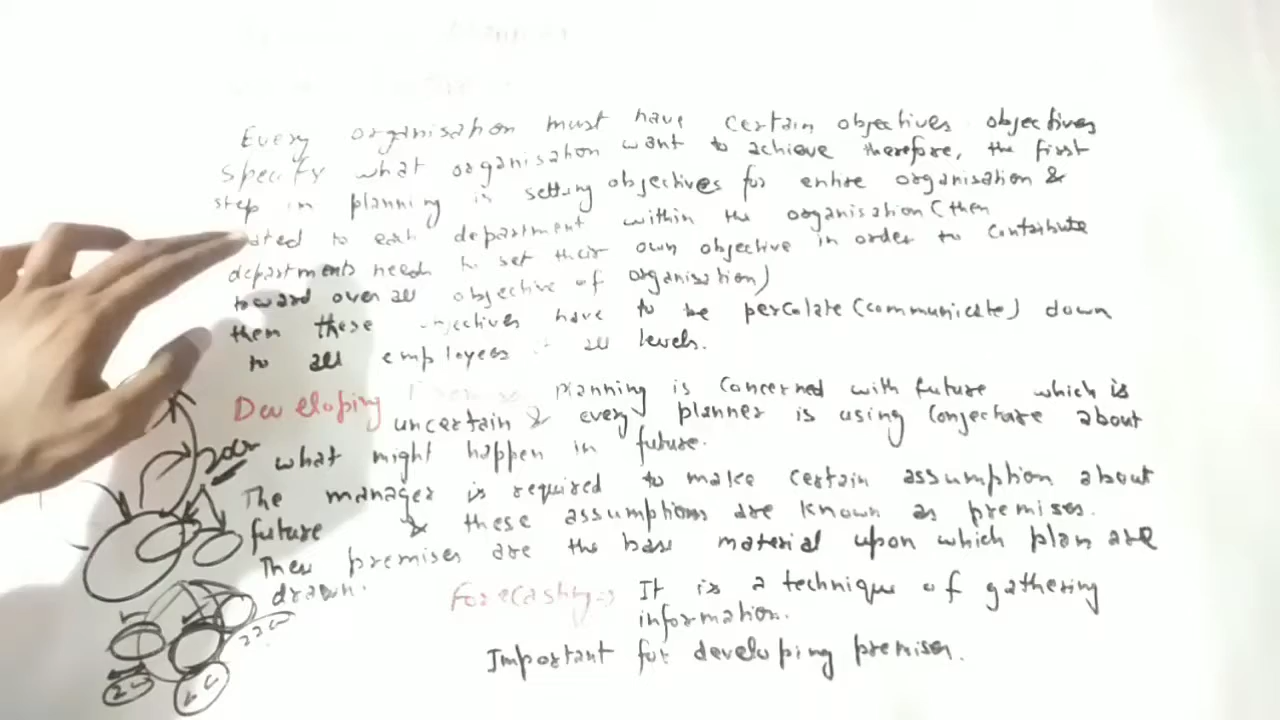 Every organisation must have certain objectives objectives
specify what organisation want to achieve therefore, the first
step in planning is setting objectives for entire organisation &
to each department within the organisation (then
departments need to set their own objective in order to contribute
toward over all objective of organisation)
them these objectives have to be percolate (communicate) down
to all employees all levels.
Developing planning is concerned with future which is
uncertain & every planner is using conjecture about
what might happen in future.
The manager is required to make certain assumption about
future & these assumptions are known as premises.
These premises are the base material upon which plan are
drawn.
forecasting => It is a technique of gathering
information.
Important for developing premises.